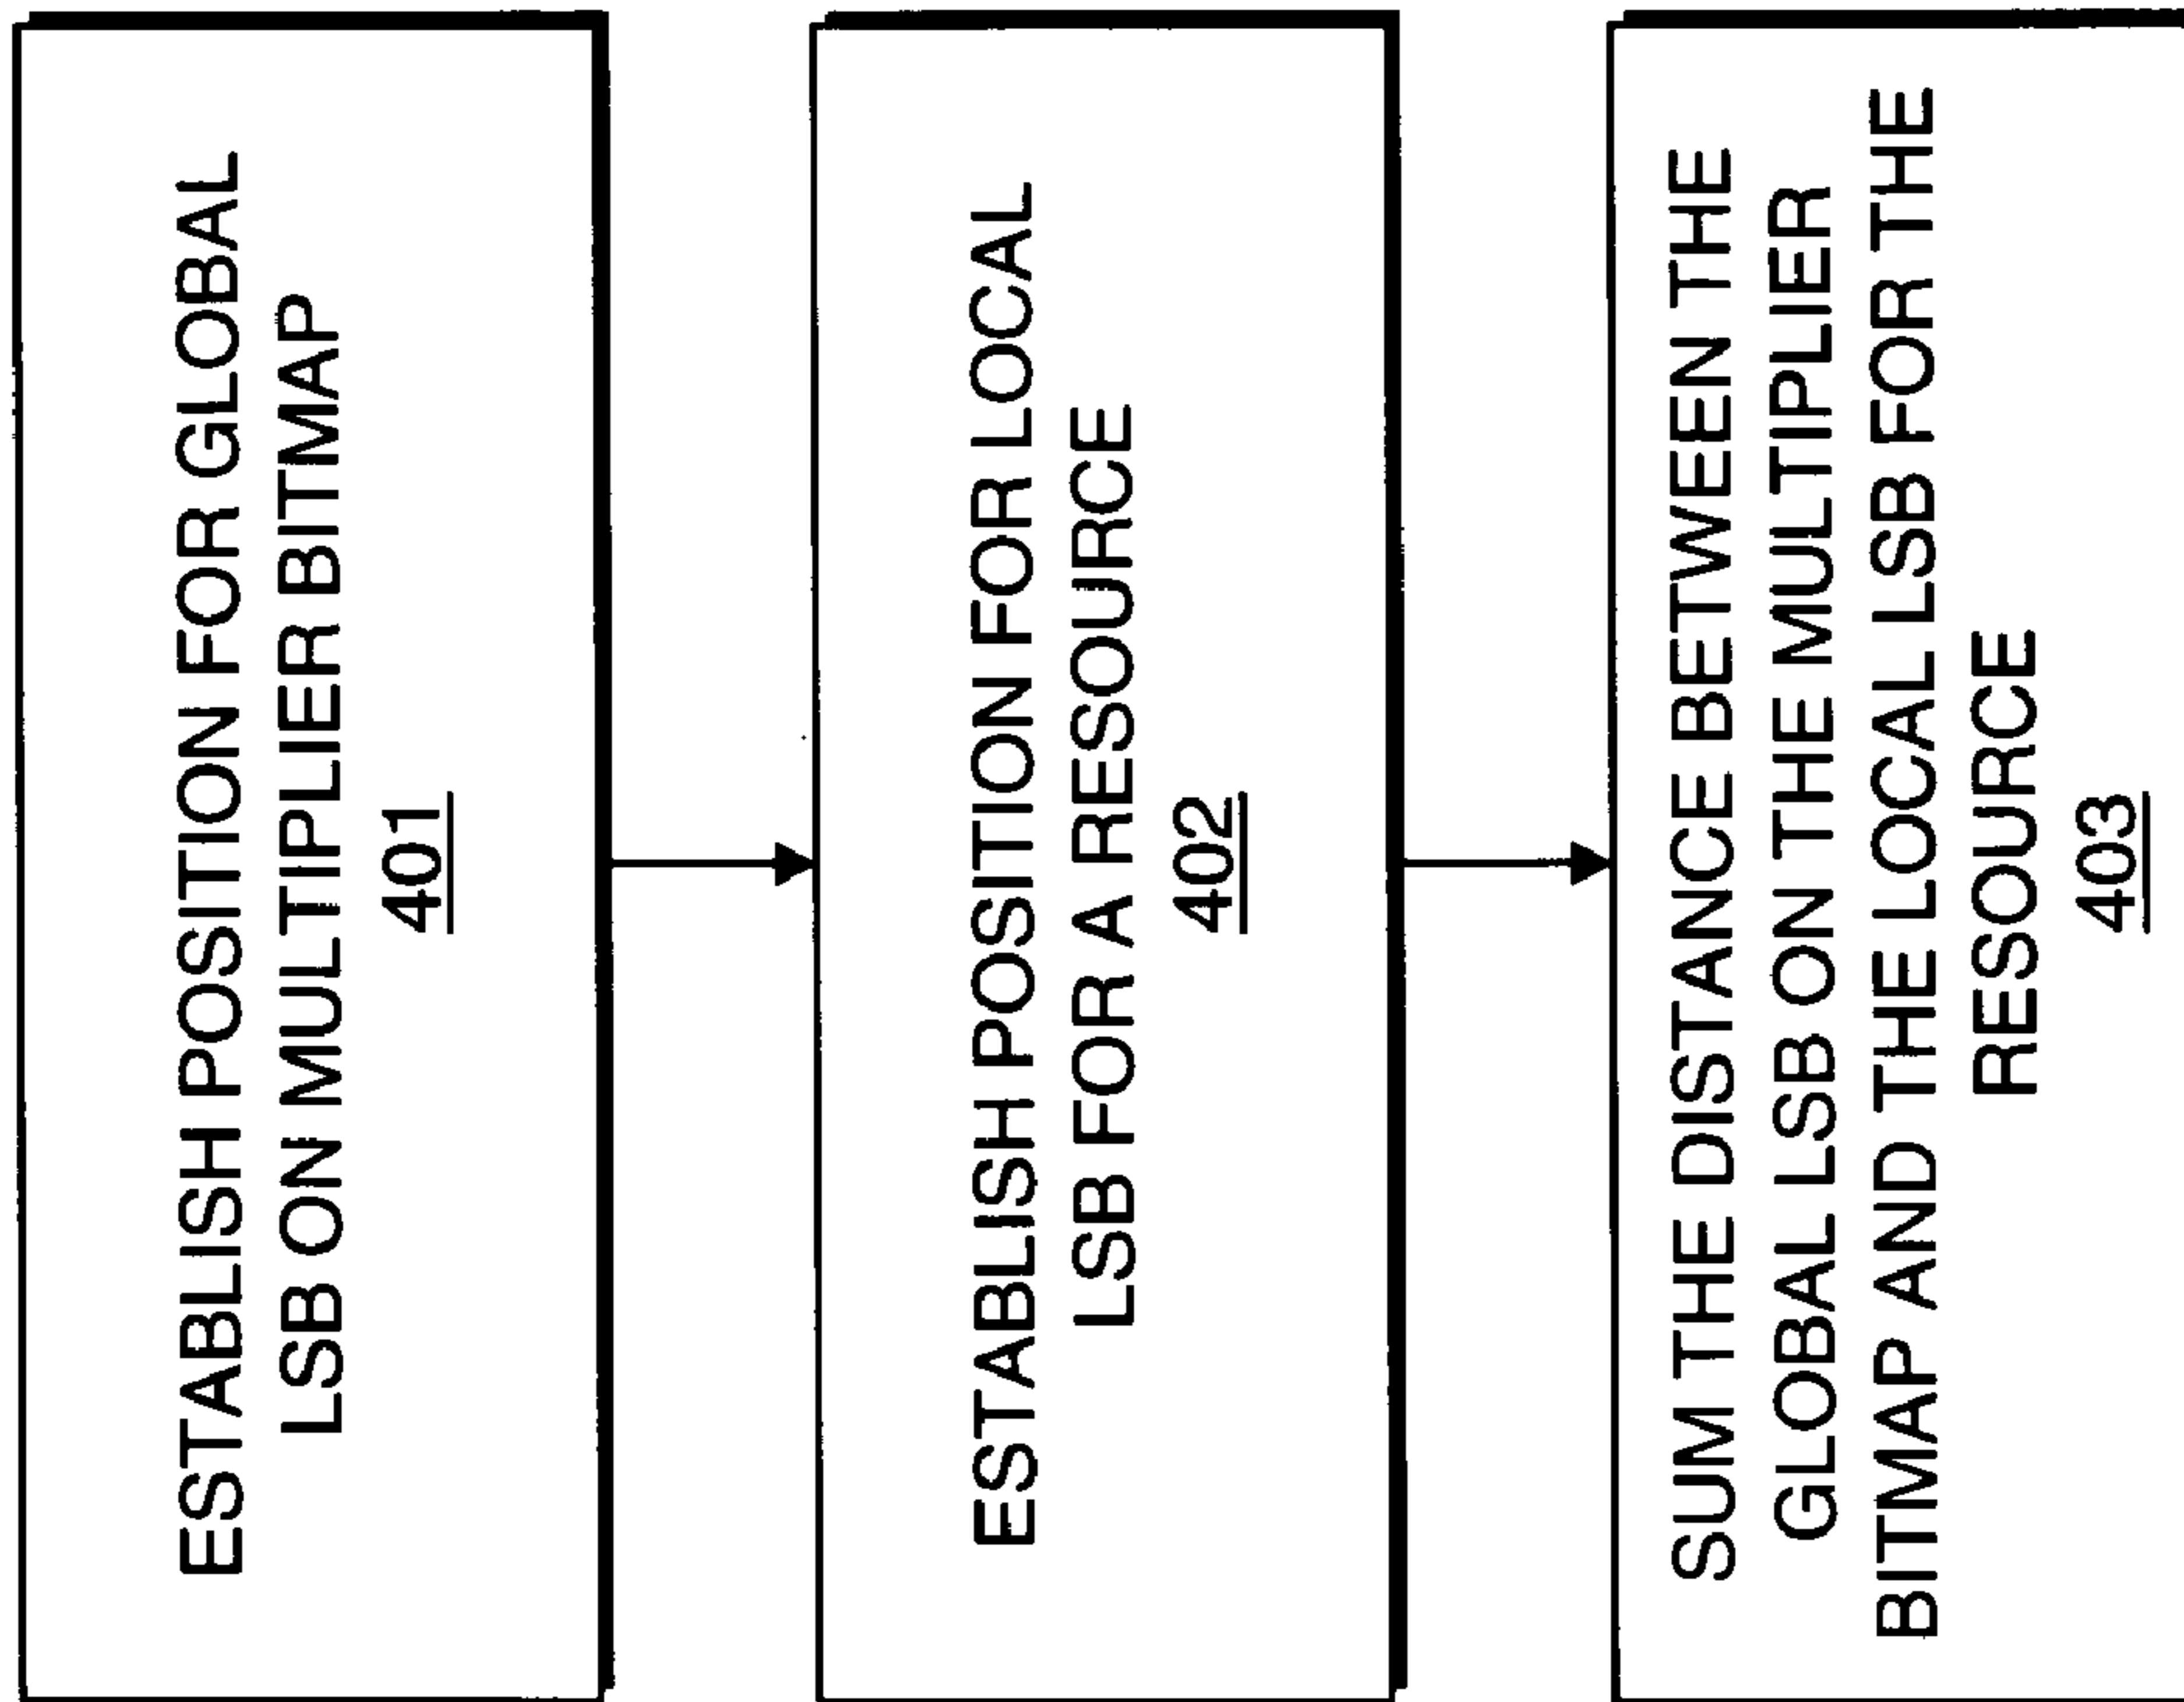 ESTABLISH POSITION FOR GLOBAL
LSB ON MULTIPLIER BITMAP
401
ESTABLISH POSITION FOR LOCAL
LSB FOR A RESOURCE
402
SUM THE DISTANCE BETWEEN THE
GLOBAL LSB ON THE MULTIPLIER
BITMAP AND THE LOCAL LSB FOR THE
RESOURCE
403